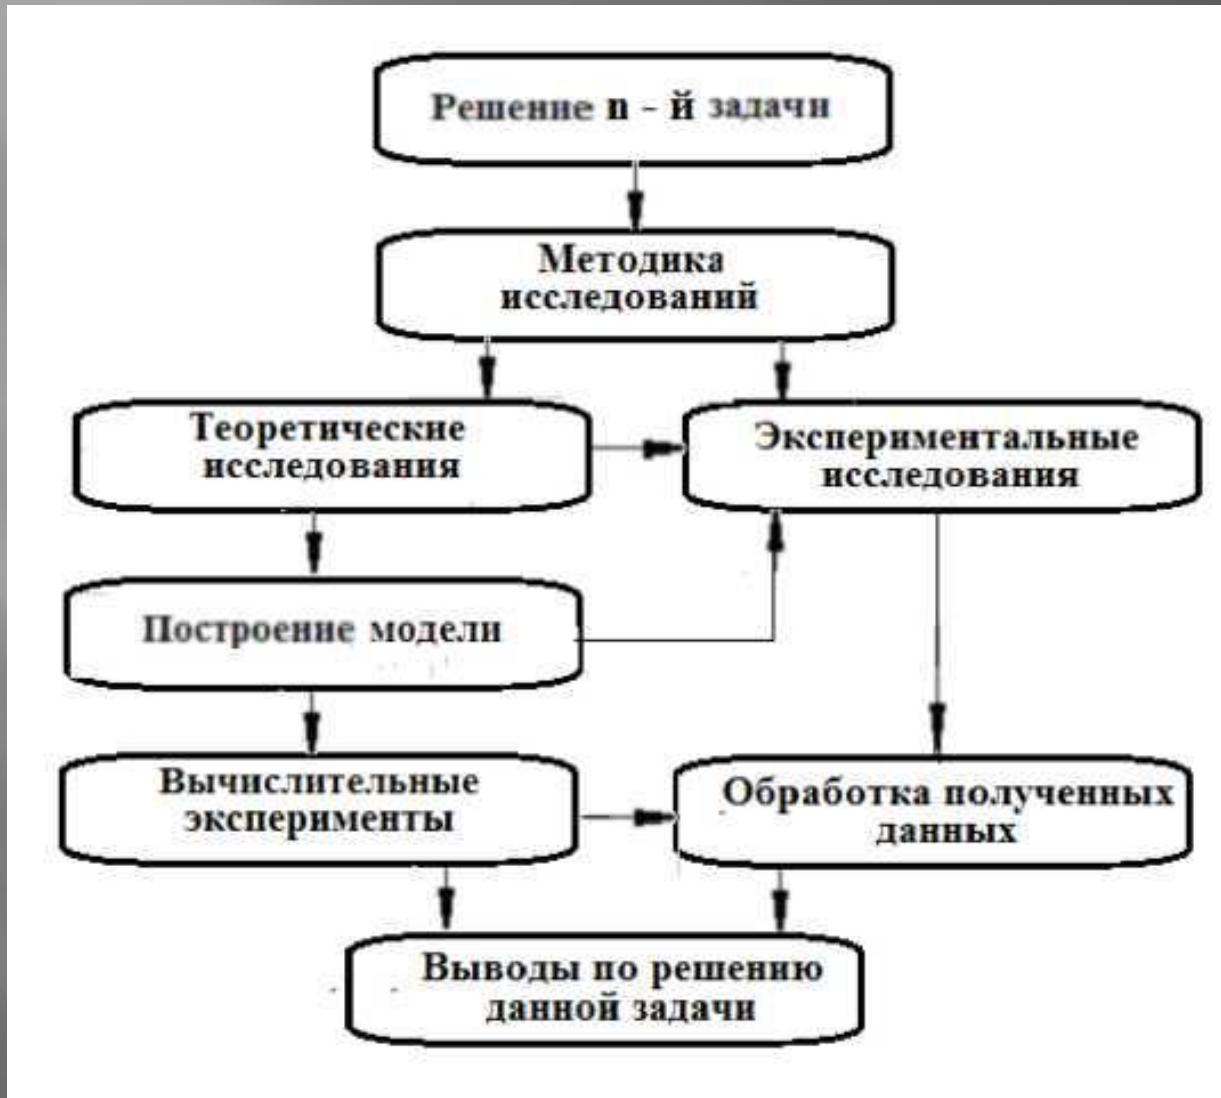 Решение n - й задачи
Методика
исследований
Теоретические
исследования
Экспериментальные
исследования
Построение модели
Вычислительные
эксперименты
Обработка полученных
данных
Выводы по решению
данной задачи